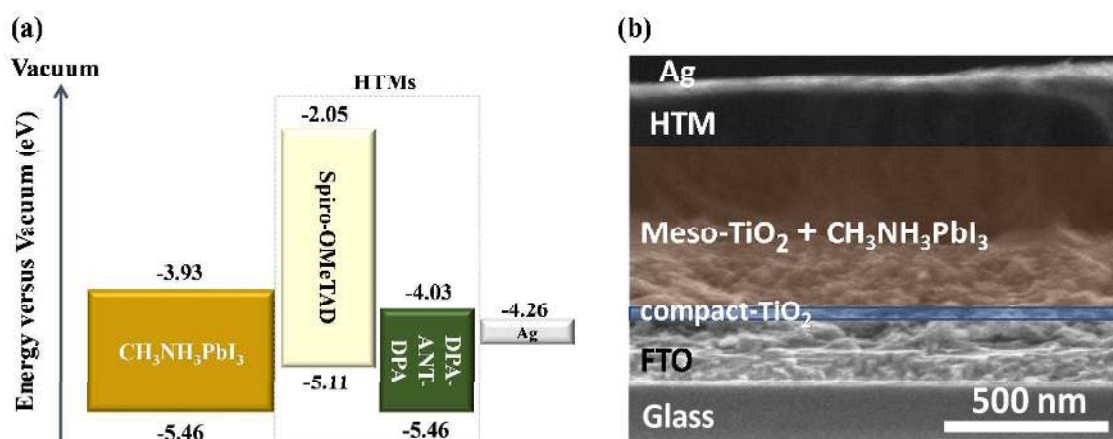 (a)
Vacuum
Energy versus Vacuum (eV)
HTMs
-2.05
Spiro-OMeTAD
-5.11
-3.93
CH3NH3PbI3
-5.46
-4.03
DPA-
ANT-
DPA
-5.46
-4.26
Ag
(b)
Ag
HTM
Meso-TiO2 + CH3NH3PbI3
compact-TiO2
FTO
Glass
500 nm